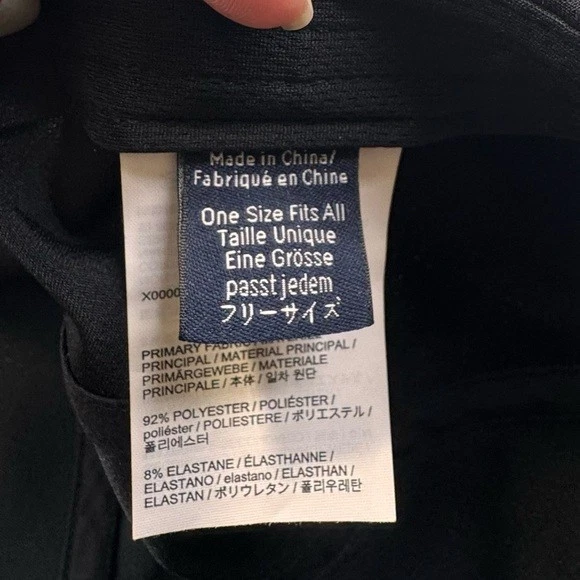 Made in China/
Fabriqué en Chine
One Size Fits All
Taille Unique
Eine Grösse
passt jedem
フリーサイズ
X0000
PRIMARY FABRIC
PRINCIPAL / MATERIAL PRINCIPAL /
PRIMÄRGEWEBE / MATERIALE
PRINCIPALE / 本体 / 일차 원단
92% POLYESTER / POLIÉSTER /
poliéster / POLIESTERE / ポリエステル /
폴리에스터
8% ELASTANE / ÉLASTHANNE /
ELASTANO / elastano / ELASTHAN /
ELASTAN / ポリウレタン / 폴리우레탄